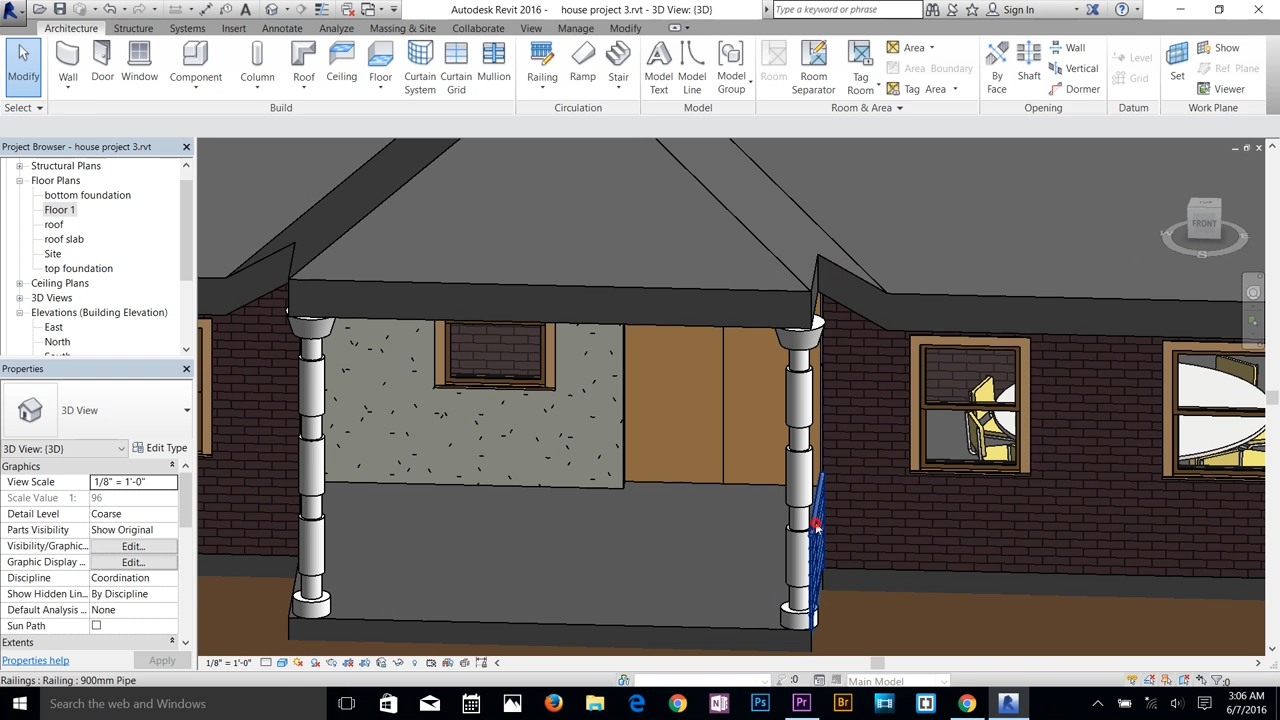 Autodesk Revit 2016 - house project 3.rvt - 3D View: {3D}
Type a keyword or phrase
Sign In
Architecture Structure Systems Insert Annotate Analyze Massing & Site Collaborate View Manage Modify
Modify Wall Door Window Component Column Roof Ceiling Floor Curtain System Curtain Grid Mullion Railing Ramp Stair Model Text Model Line Model Group Room Room Separator Tag Room By Face Shaft Set
Area Wall Level Show
Area Boundary Vertical Grid Ref Plane
Tag Area Dormer Viewer
Select Build Circulation Model Room & Area Opening Datum Work Plane
Project Browser - house project 3.rvt
Structural Plans
Floor Plans
bottom foundation
Floor 1
roof
roof slab
Site
top foundation
Ceiling Plans
3D Views
Elevations (Building Elevation)
East
North
Properties
3D View
3D View: {3D} Edit Type
Graphics
View Scale 1/8" = 1'-0"
Scale Value 1: 96
Detail Level Coarse
Parts Visibility Show Original
Visibility/Graphic... Edit...
Graphic Display ... Edit...
Discipline Coordination
Show Hidden Lin... By Discipline
Default Analysis ... None
Sun Path
Extents
Properties help Apply
FRONT
1/8" = 1'-0"
Railings : Railing : 900mm Pipe
:0
Main Model
:0
Search the web and Windows
3:06 AM
6/7/2016